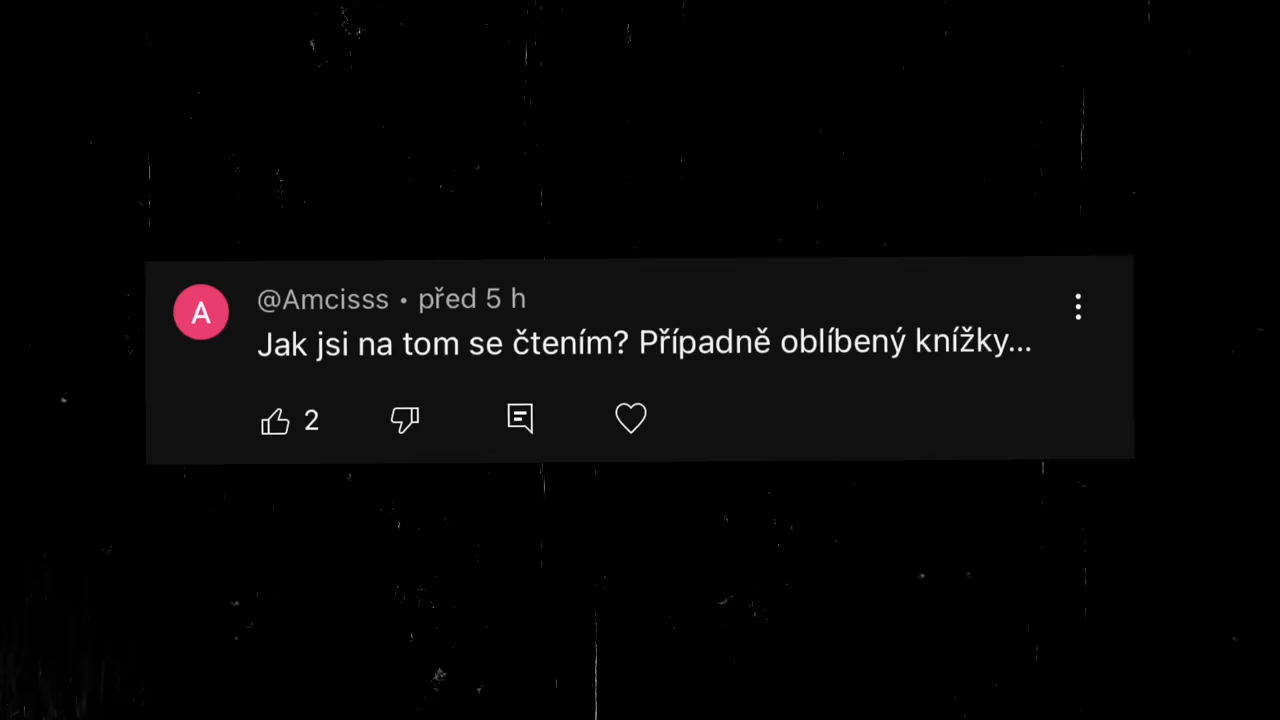 A
@Amcisss • před 5 h
Jak jsi na tom se čtením? Případně oblíbený knížky...
2